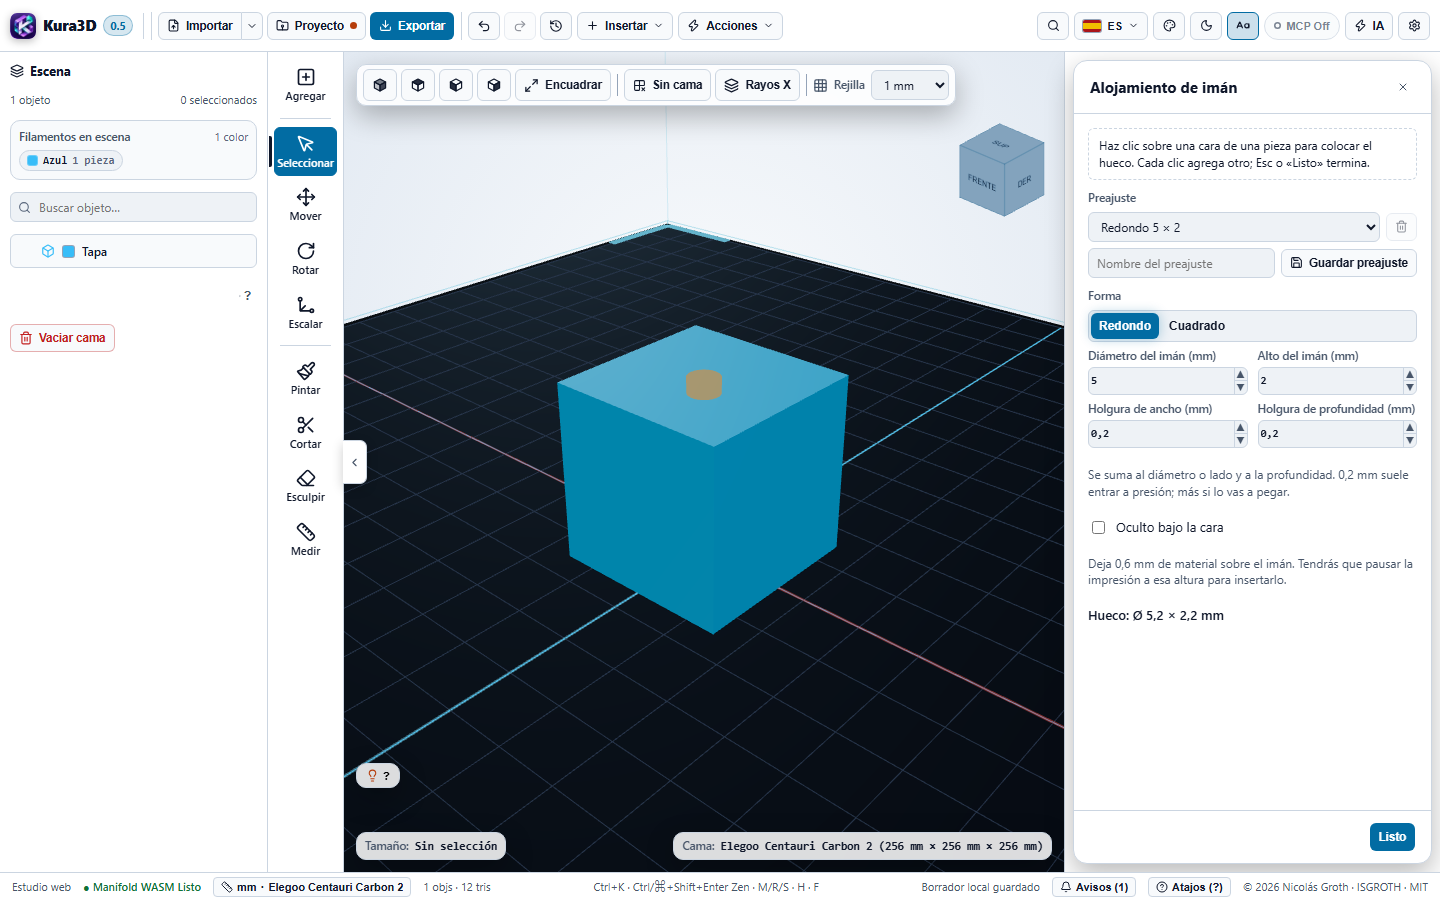 Kura3D 0.5 Importar Proyecto Exportar Insertar Acciones ES Aa MCP Off IA
Escena
1 objeto 0 seleccionados
Filamentos en escena 1 color
Azul 1 pieza
Buscar objeto...
Tapa
?
Vaciar cama
Agregar
Seleccionar
Mover
Rotar
Escalar
Pintar
Cortar
Esculpir
Medir
Encuadrar Sin cama Rayos X Rejilla 1 mm
SUP
FRENTE DER
?
Tamaño: Sin selección
Cama: Elegoo Centauri Carbon 2 (256 mm × 256 mm × 256 mm)
Alojamiento de imán
Haz clic sobre una cara de una pieza para colocar el
hueco. Cada clic agrega otro; Esc o «Listo» termina.
Preajuste
Redondo 5 × 2
Nombre del preajuste Guardar preajuste
Forma
Redondo Cuadrado
Diámetro del imán (mm) Alto del imán (mm)
5 2
Holgura de ancho (mm) Holgura de profundidad (mm)
0,2 0,2
Se suma al diámetro o lado y a la profundidad. 0,2 mm suele
entrar a presión; más si lo vas a pegar.
Oculto bajo la cara
Deja 0,6 mm de material sobre el imán. Tendrás que pausar la
impresión a esa altura para insertarlo.
Hueco: Ø 5,2 × 2,2 mm
Listo
Estudio web ● Manifold WASM Listo mm · Elegoo Centauri Carbon 2 1 objs · 12 tris Ctrl+K · Ctrl/⌘+Shift+Enter Zen · M/R/S · H · F Borrador local guardado Avisos (1) Atajos (?) © 2026 Nicolás Groth · ISGROTH · MIT